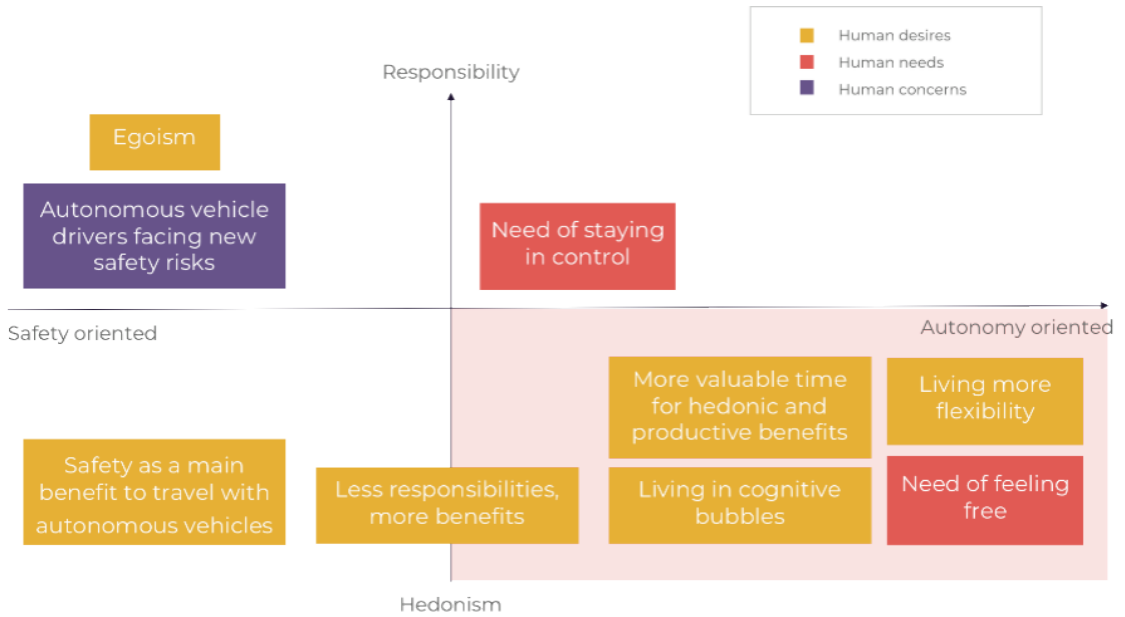 Human desires
Human needs
Human concerns
Responsibility
Egoism
Autonomous vehicle
drivers facing new
safety risks
Need of staying
in control
Safety oriented
Autonomy oriented
More valuable time
for hedonic and
productive benefits
Living more
flexibility
Safety as a main
benefit to travel with
autonomous vehicles
Less responsibilities,
more benefits
Living in cognitive
bubbles
Need of feeling
free
Hedonism